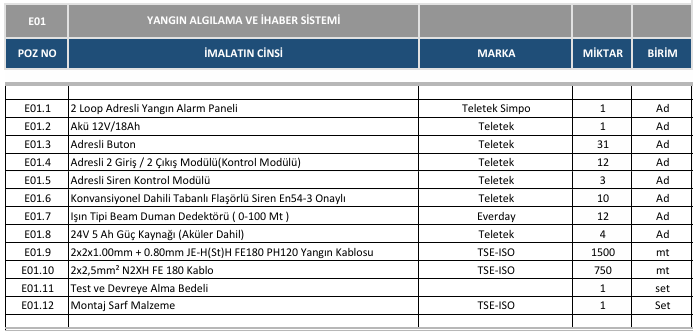 E01 YANGIN ALGILAMA VE İHABER SİSTEMİ
POZ NO İMALATIN CİNSİ MARKA MİKTAR BİRİM
E01.1 2 Loop Adresli Yangın Alarm Paneli Teletek Simpo 1 Ad
E01.2 Akü 12V/18Ah Teletek 1 Ad
E01.3 Adresli Buton Teletek 31 Ad
E01.4 Adresli 2 Giriş / 2 Çıkış Modülü(Kontrol Modülü) Teletek 12 Ad
E01.5 Adresli Siren Kontrol Modülü Teletek 3 Ad
E01.6 Konvansiyonel Dahili Tabanlı Flaşörlü Siren En54-3 Onaylı Teletek 10 Ad
E01.7 Işın Tipi Beam Duman Dedektörü ( 0-100 Mt ) Everday 12 Ad
E01.8 24V 5 Ah Güç Kaynağı (Aküler Dahil) Teletek 4 Ad
E01.9 2x2x1.00mm + 0.80mm JE-H(St)H FE180 PH120 Yangın Kablosu TSE-ISO 1500 mt
E01.10 2x2,5mm² N2XH FE 180 Kablo TSE-ISO 750 mt
E01.11 Test ve Devreye Alma Bedeli 1 set
E01.12 Montaj Sarf Malzeme TSE-ISO 1 Set